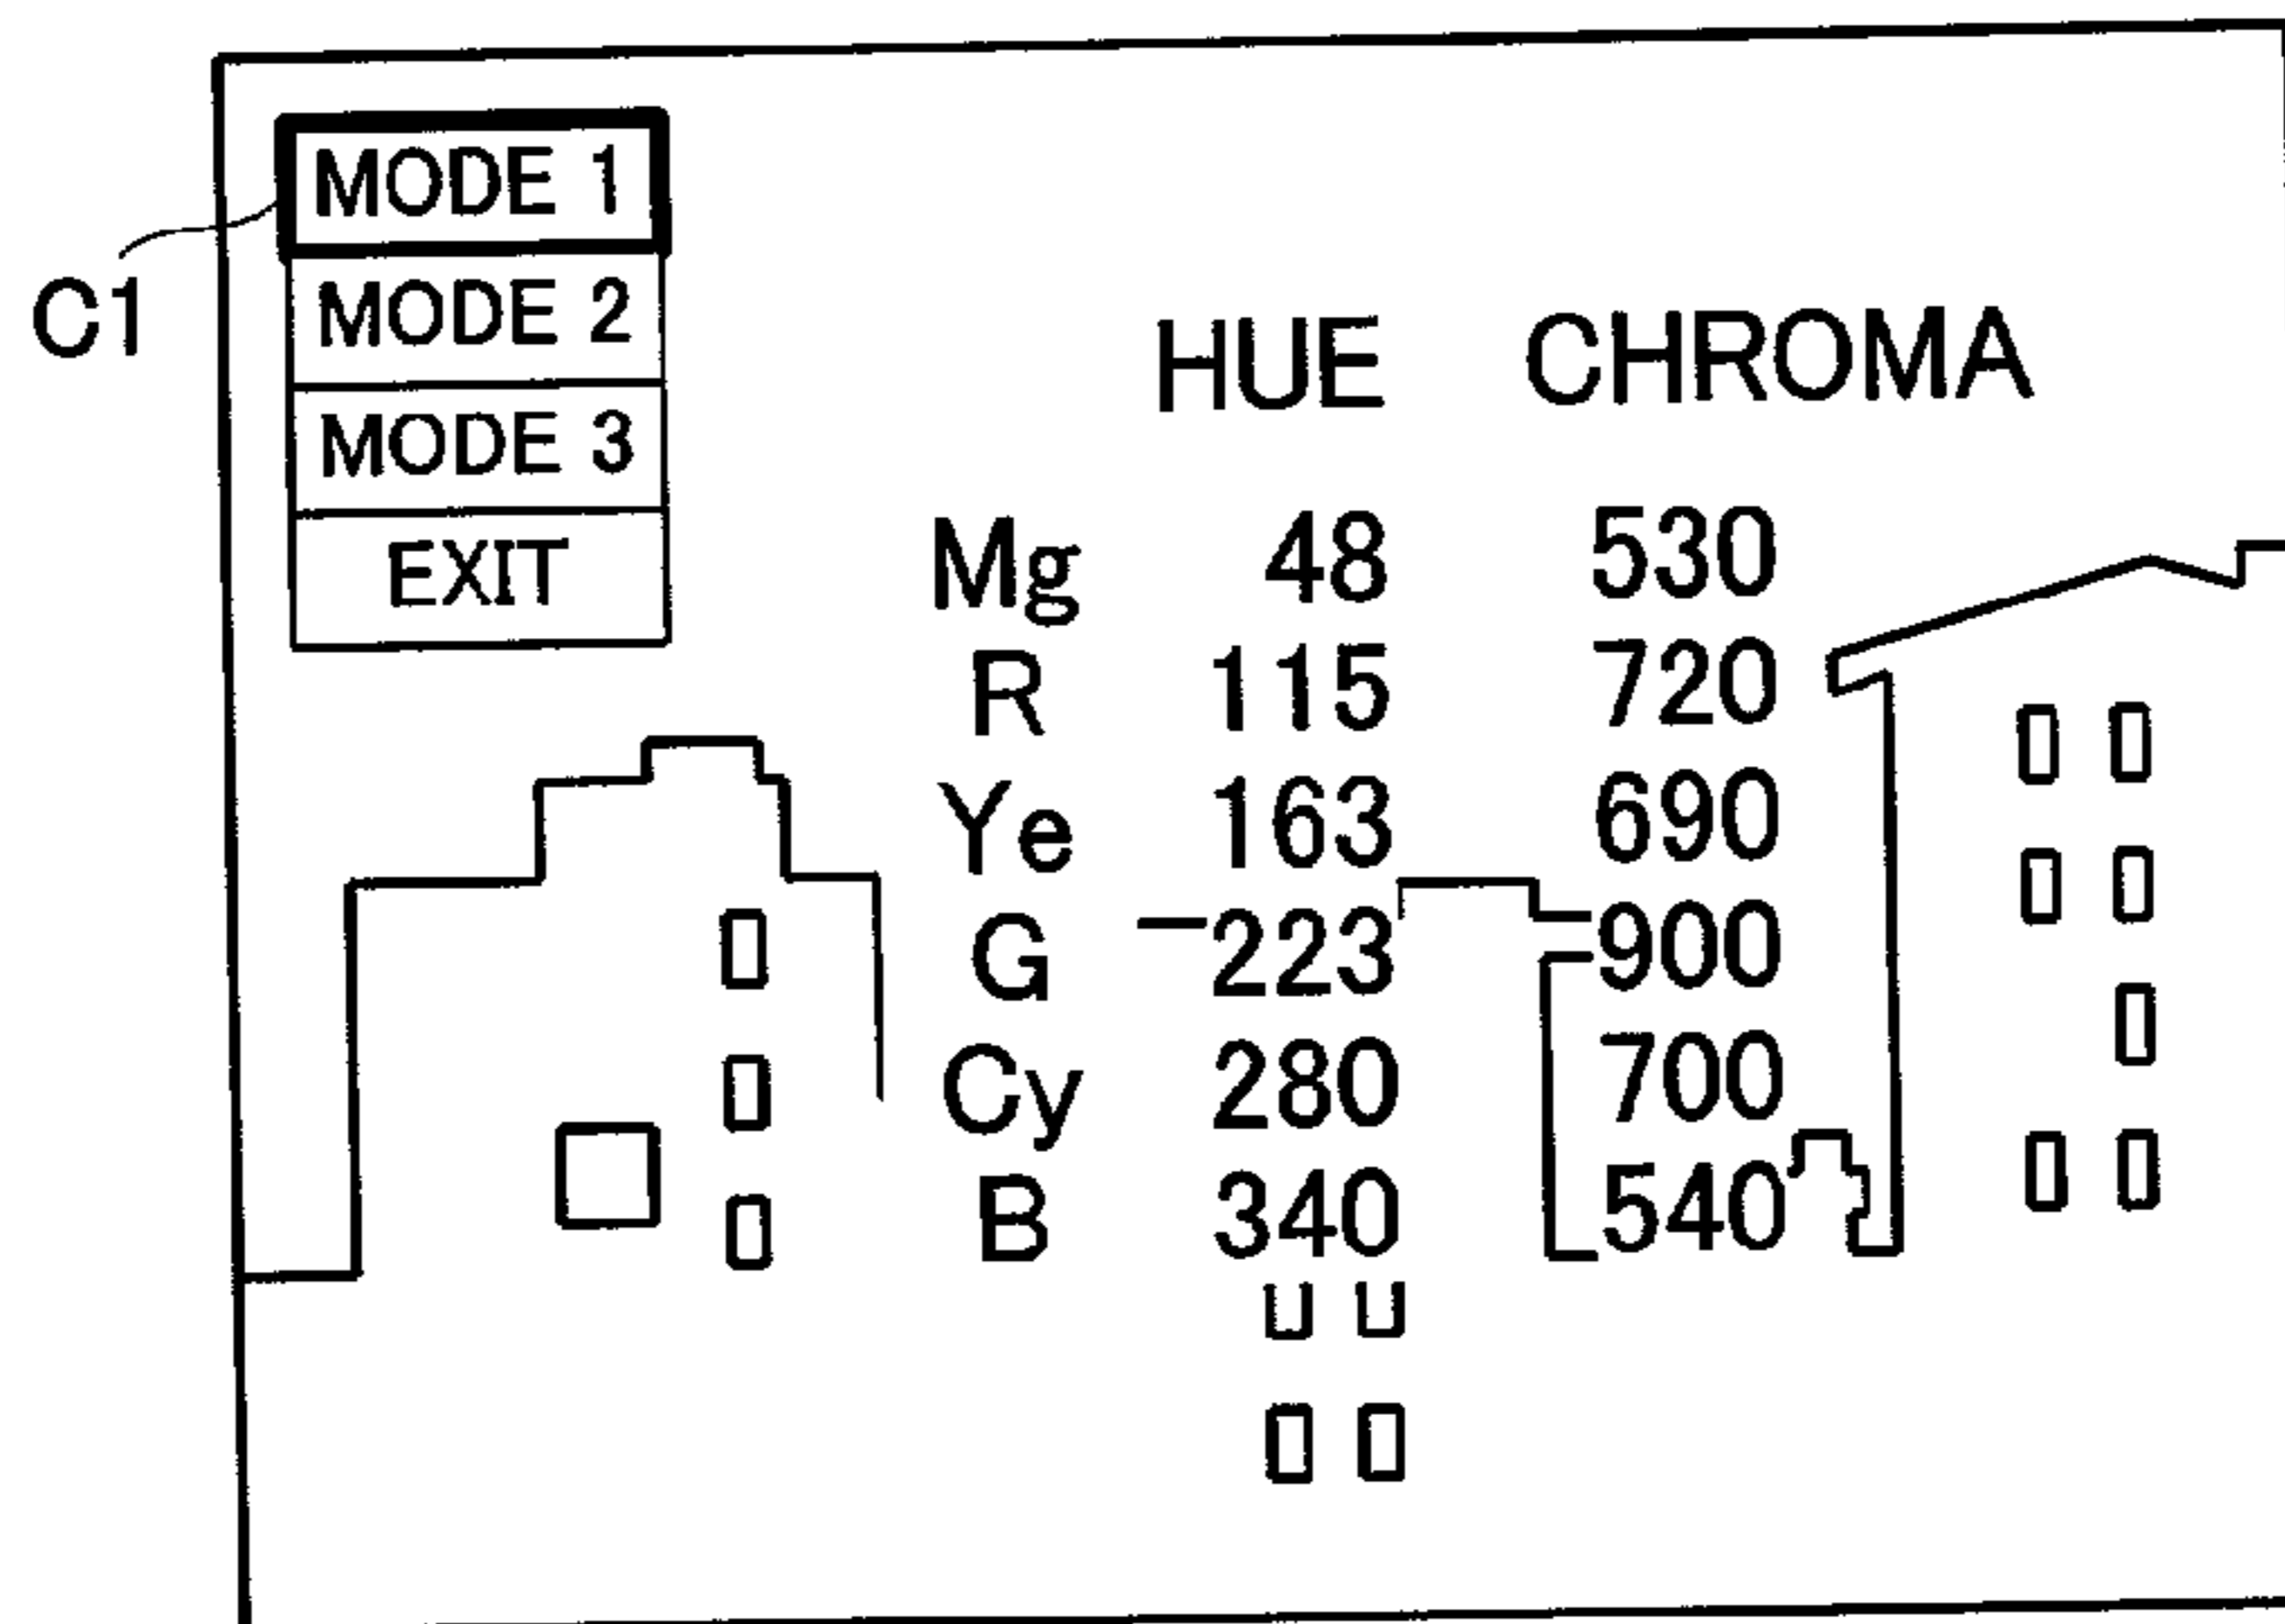 MODE 1
MODE 2
MODE 3
EXIT
C1
HUE CHROMA
Mg 48 530
R 115 720
Ye 163 690
G 223 900
Cy 280 700
B 340 540